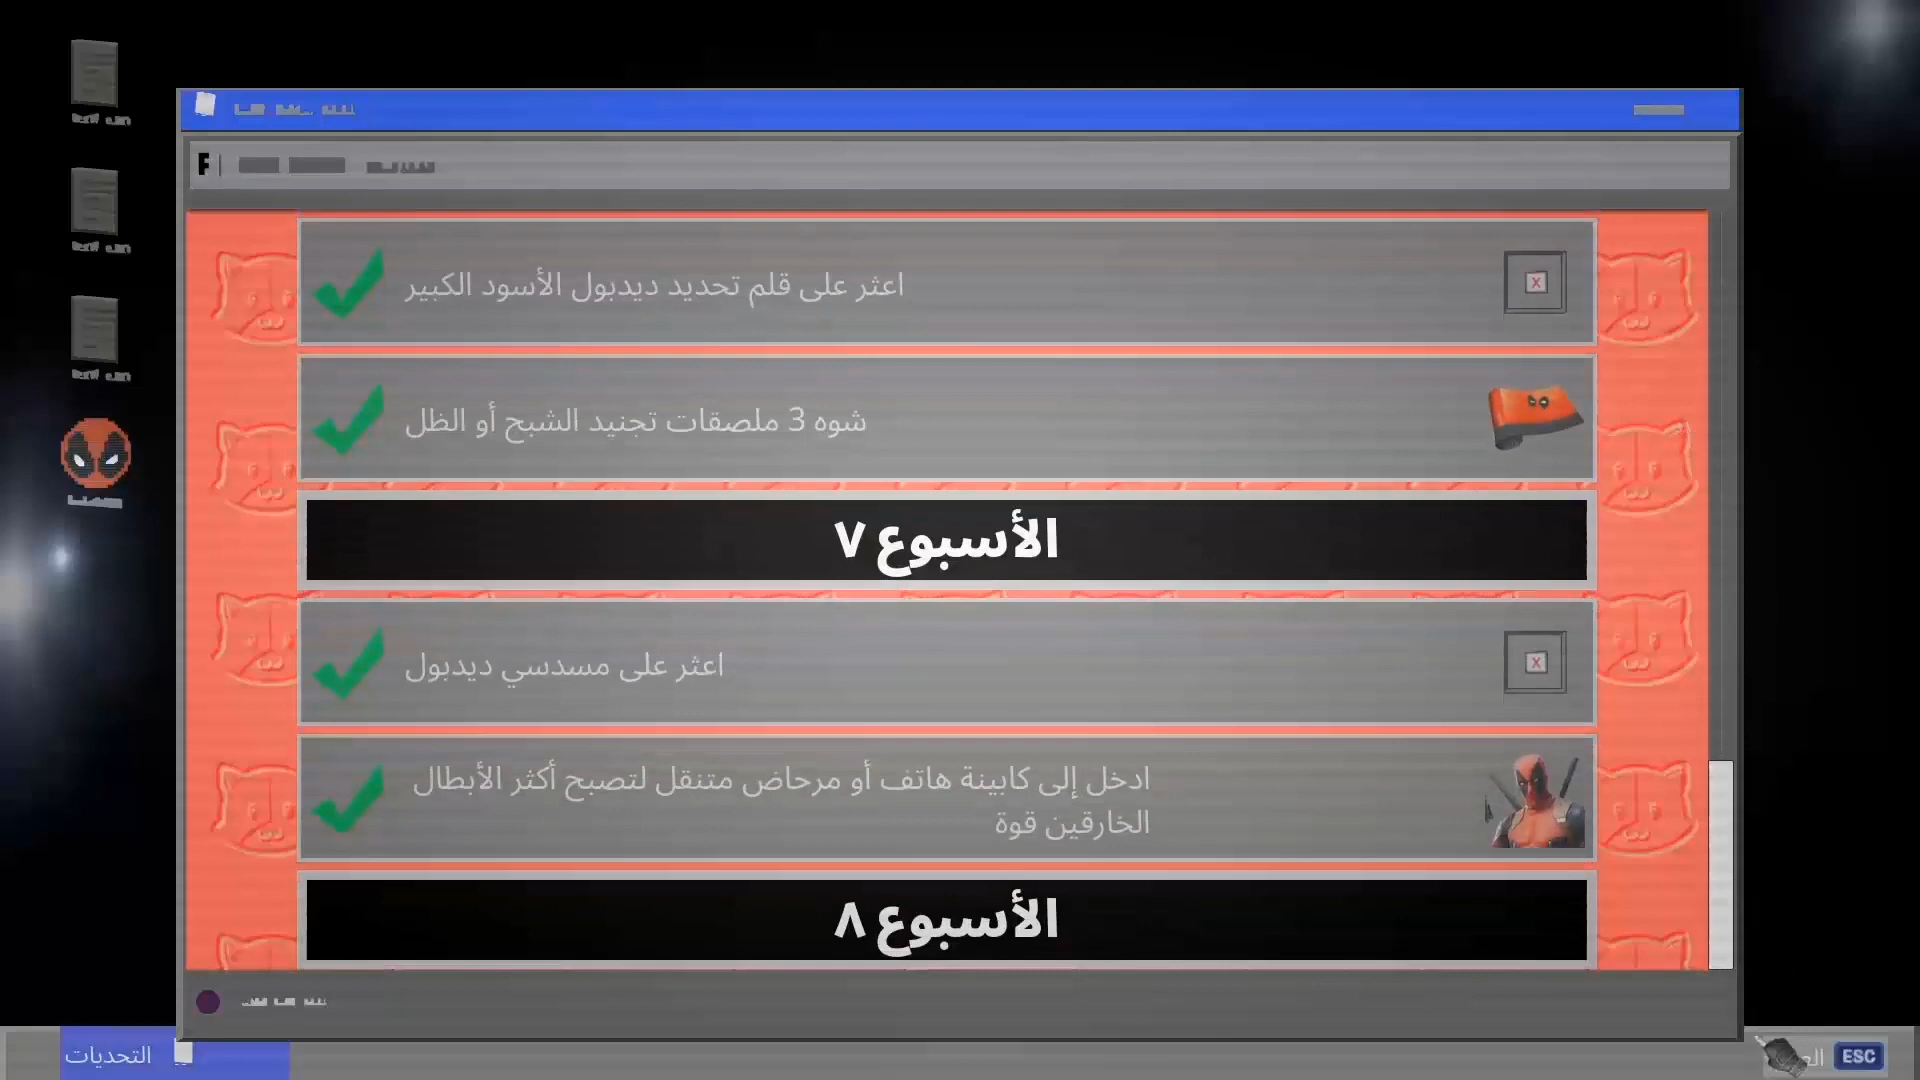 اعثر على قلم تحديد ديدبول الأسود الكبير
شوه 3 ملصقات تجنيد الشبح أو الظل
الأسبوع ٧
اعثر على مسدسي ديدبول
ادخل إلى كابينة هاتف أو مرحاض متنقل لتصبح أكثر الأبطال
الخارقين قوة
الأسبوع ٨
التحديات
ESC